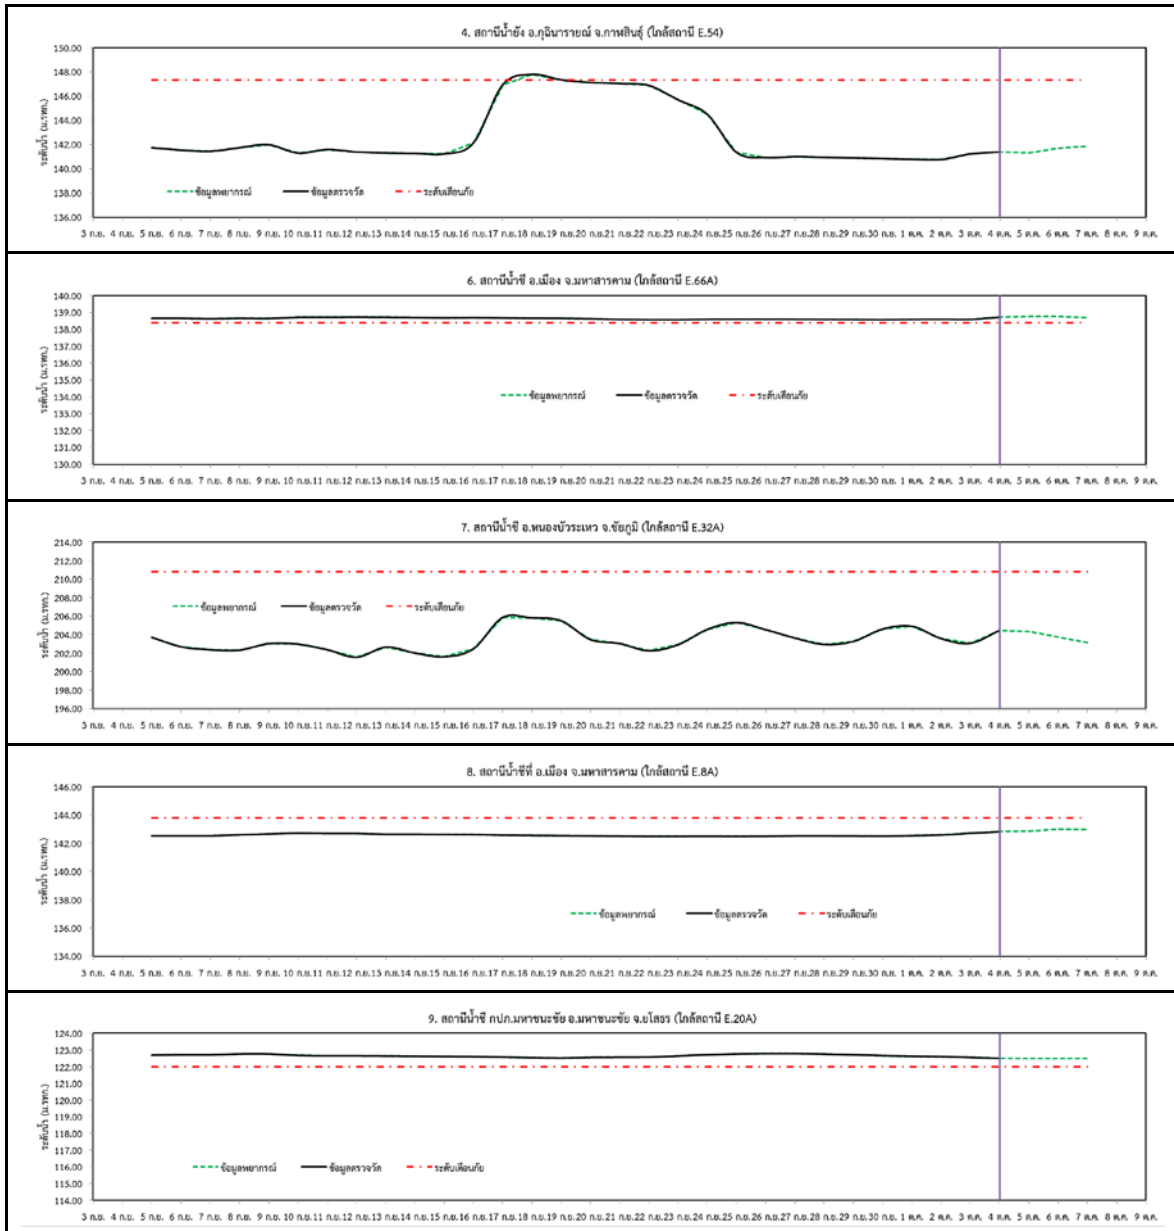 4. สถานีน้ำยัง อ.กุฉินารายณ์ จ.กาฬสินธุ์ (ใกล้สถานี E.54)
ระดับน้ำ (ม.รทก.)
150.00
148.00
146.00
144.00
142.00
140.00
138.00
136.00
ข้อมูลพยากรณ์ ข้อมูลตรวจวัด ระดับเตือนภัย
3 ก.ย. 4 ก.ย. 5 ก.ย. 6 ก.ย. 7 ก.ย. 8 ก.ย. 9 ก.ย. 10 ก.ย. 11 ก.ย. 12 ก.ย. 13 ก.ย. 14 ก.ย. 15 ก.ย. 16 ก.ย. 17 ก.ย. 18 ก.ย. 19 ก.ย. 20 ก.ย. 21 ก.ย. 22 ก.ย. 23 ก.ย. 24 ก.ย. 25 ก.ย. 26 ก.ย. 27 ก.ย. 28 ก.ย. 29 ก.ย. 30 ก.ย. 1 ต.ค. 2 ต.ค. 3 ต.ค. 4 ต.ค. 5 ต.ค. 6 ต.ค. 7 ต.ค. 8 ต.ค. 9 ต.ค.
6. สถานีน้ำชี อ.เมือง จ.มหาสารคาม (ใกล้สถานี E.66A)
ระดับน้ำ (ม.รทก.)
140.00
139.00
138.00
137.00
136.00
135.00
134.00
133.00
132.00
131.00
130.00
ข้อมูลพยากรณ์ ข้อมูลตรวจวัด ระดับเตือนภัย
3 ก.ย. 4 ก.ย. 5 ก.ย. 6 ก.ย. 7 ก.ย. 8 ก.ย. 9 ก.ย. 10 ก.ย. 11 ก.ย. 12 ก.ย. 13 ก.ย. 14 ก.ย. 15 ก.ย. 16 ก.ย. 17 ก.ย. 18 ก.ย. 19 ก.ย. 20 ก.ย. 21 ก.ย. 22 ก.ย. 23 ก.ย. 24 ก.ย. 25 ก.ย. 26 ก.ย. 27 ก.ย. 28 ก.ย. 29 ก.ย. 30 ก.ย. 1 ต.ค. 2 ต.ค. 3 ต.ค. 4 ต.ค. 5 ต.ค. 6 ต.ค. 7 ต.ค. 8 ต.ค. 9 ต.ค.
7. สถานีน้ำชี อ.หนองบัวระเหว จ.ชัยภูมิ (ใกล้สถานี E.32A)
ระดับน้ำ (ม.รทก.)
214.00
212.00
210.00
208.00
206.00
204.00
202.00
200.00
198.00
196.00
ข้อมูลพยากรณ์ ข้อมูลตรวจวัด ระดับเตือนภัย
3 ก.ย. 4 ก.ย. 5 ก.ย. 6 ก.ย. 7 ก.ย. 8 ก.ย. 9 ก.ย. 10 ก.ย. 11 ก.ย. 12 ก.ย. 13 ก.ย. 14 ก.ย. 15 ก.ย. 16 ก.ย. 17 ก.ย. 18 ก.ย. 19 ก.ย. 20 ก.ย. 21 ก.ย. 22 ก.ย. 23 ก.ย. 24 ก.ย. 25 ก.ย. 26 ก.ย. 27 ก.ย. 28 ก.ย. 29 ก.ย. 30 ก.ย. 1 ต.ค. 2 ต.ค. 3 ต.ค. 4 ต.ค. 5 ต.ค. 6 ต.ค. 7 ต.ค. 8 ต.ค. 9 ต.ค.
8. สถานีน้ำชีที่ อ.เมือง จ.มหาสารคาม (ใกล้สถานี E.8A)
ระดับน้ำ (ม.รทก.)
146.00
144.00
142.00
140.00
138.00
136.00
134.00
ข้อมูลพยากรณ์ ข้อมูลตรวจวัด ระดับเตือนภัย
3 ก.ย. 4 ก.ย. 5 ก.ย. 6 ก.ย. 7 ก.ย. 8 ก.ย. 9 ก.ย. 10 ก.ย. 11 ก.ย. 12 ก.ย. 13 ก.ย. 14 ก.ย. 15 ก.ย. 16 ก.ย. 17 ก.ย. 18 ก.ย. 19 ก.ย. 20 ก.ย. 21 ก.ย. 22 ก.ย. 23 ก.ย. 24 ก.ย. 25 ก.ย. 26 ก.ย. 27 ก.ย. 28 ก.ย. 29 ก.ย. 30 ก.ย. 1 ต.ค. 2 ต.ค. 3 ต.ค. 4 ต.ค. 5 ต.ค. 6 ต.ค. 7 ต.ค. 8 ต.ค. 9 ต.ค.
9. สถานีน้ำชี กปภ.มหาชนะชัย อ.มหาชนะชัย จ.ยโสธร (ใกล้สถานี E.20A)
ระดับน้ำ (ม.รทก.)
124.00
123.00
122.00
121.00
120.00
119.00
118.00
117.00
116.00
115.00
114.00
ข้อมูลพยากรณ์ ข้อมูลตรวจวัด ระดับเตือนภัย
3 ก.ย. 4 ก.ย. 5 ก.ย. 6 ก.ย. 7 ก.ย. 8 ก.ย. 9 ก.ย. 10 ก.ย. 11 ก.ย. 12 ก.ย. 13 ก.ย. 14 ก.ย. 15 ก.ย. 16 ก.ย. 17 ก.ย. 18 ก.ย. 19 ก.ย. 20 ก.ย. 21 ก.ย. 22 ก.ย. 23 ก.ย. 24 ก.ย. 25 ก.ย. 26 ก.ย. 27 ก.ย. 28 ก.ย. 29 ก.ย. 30 ก.ย. 1 ต.ค. 2 ต.ค. 3 ต.ค. 4 ต.ค. 5 ต.ค. 6 ต.ค. 7 ต.ค. 8 ต.ค. 9 ต.ค.